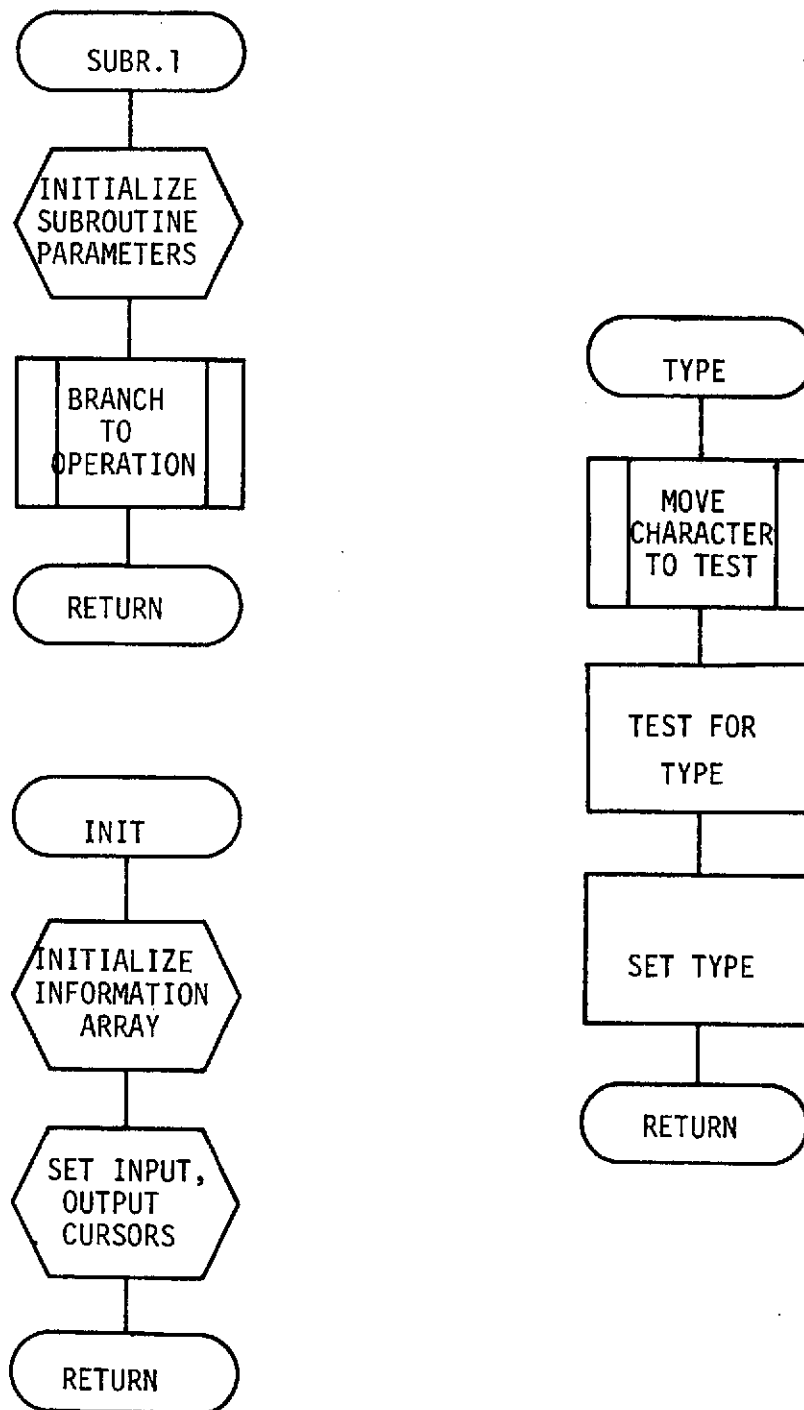 SUBR.1
INITIALIZE
SUBROUTINE
PARAMETERS
BRANCH
TO
OPERATION
RETURN
INIT
INITIALIZE
INFORMATION
ARRAY
SET INPUT,
OUTPUT
CURSORS
RETURN
TYPE
MOVE
CHARACTER
TO TEST
TEST FOR
TYPE
SET TYPE
RETURN